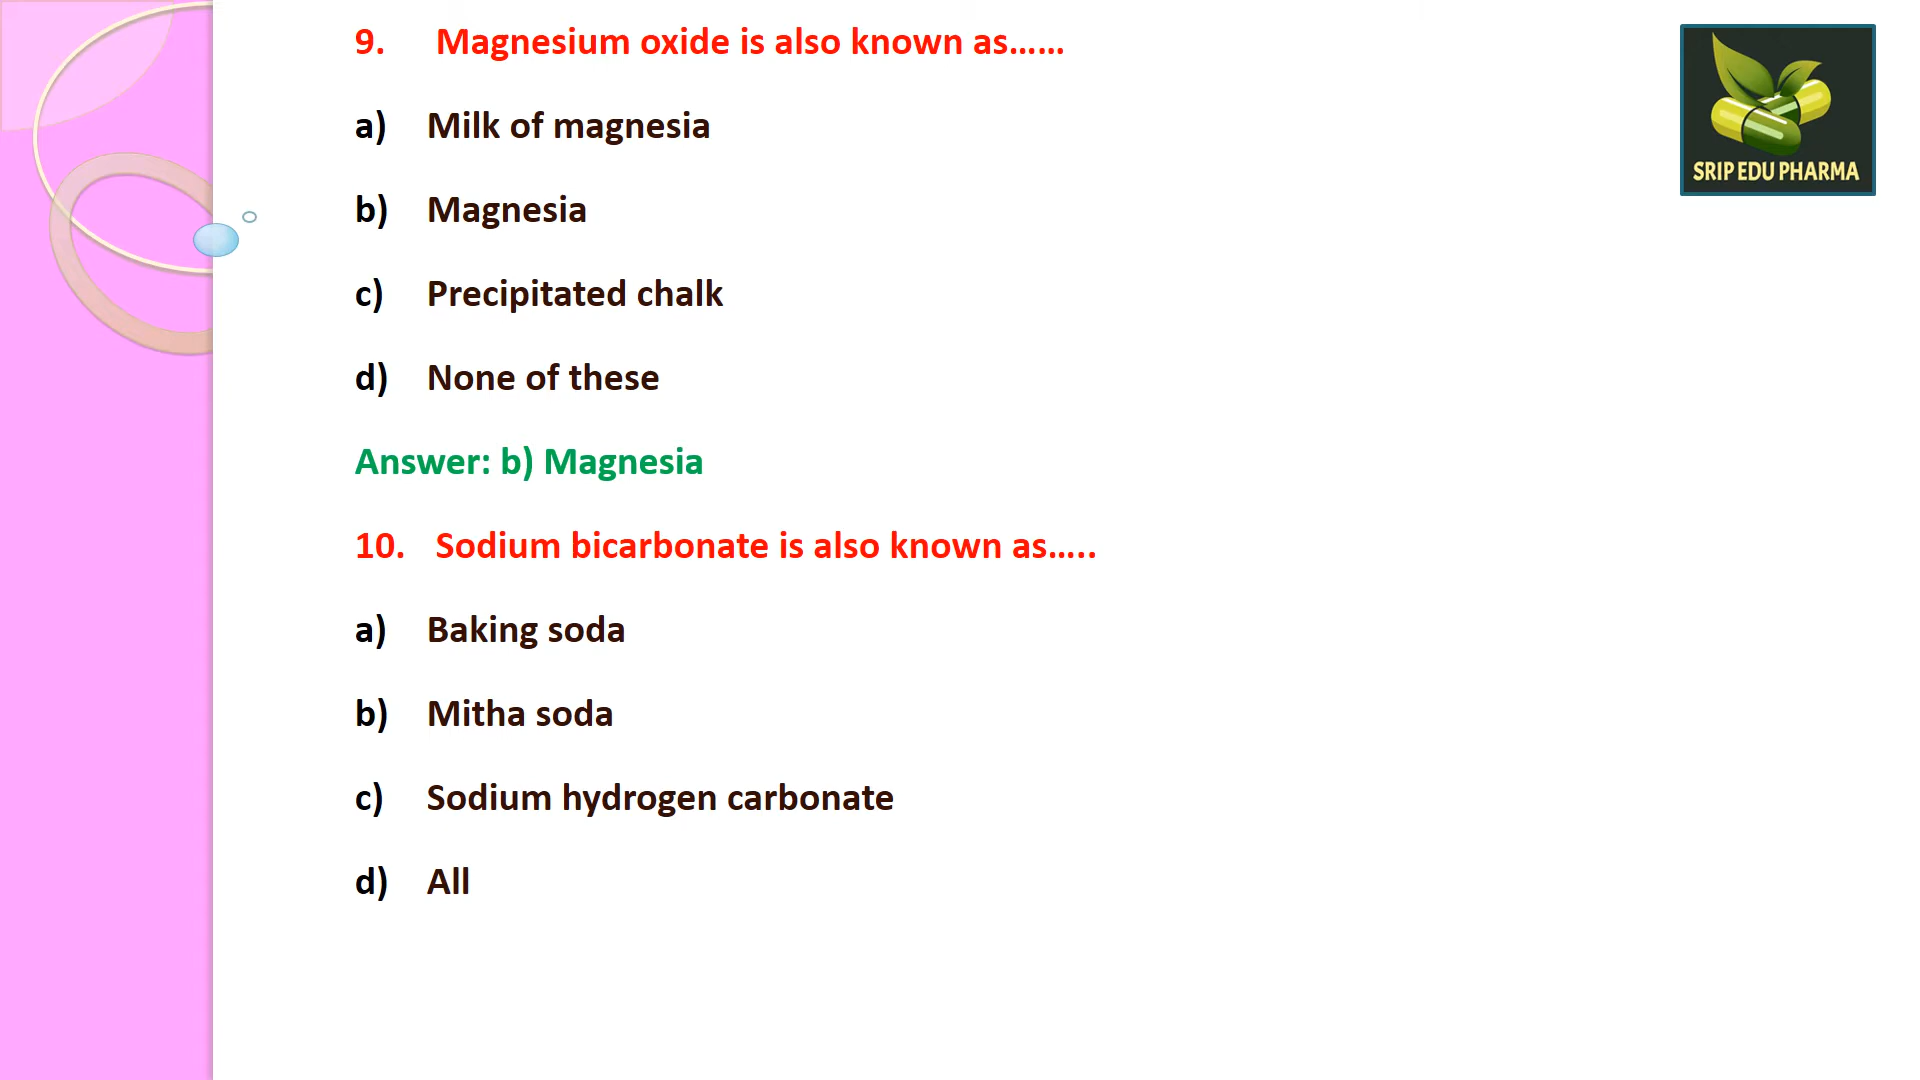 9. Magnesium oxide is also known as......
a) Milk of magnesia
b) Magnesia
c) Precipitated chalk
d) None of these
Answer: b) Magnesia
10. Sodium bicarbonate is also known as.....
a) Baking soda
b) Mitha soda
c) Sodium hydrogen carbonate
d) All
SRIP EDU PHARMA